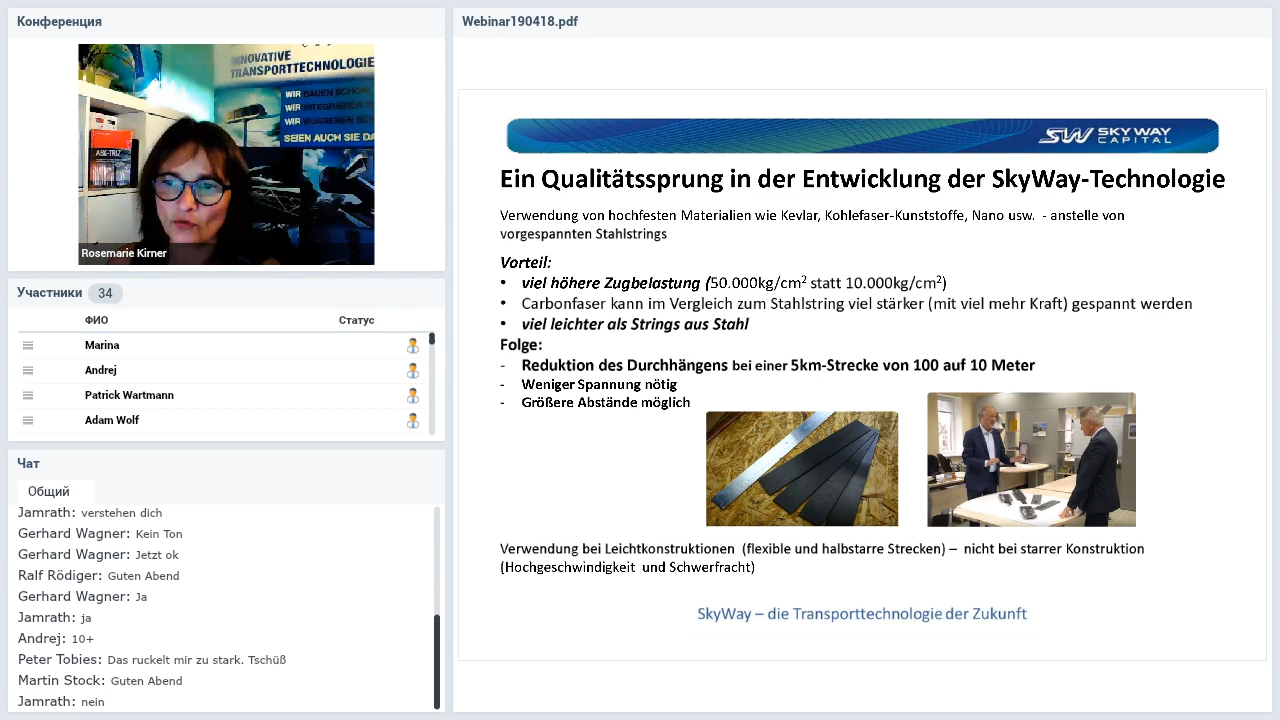 Конференция
INNOVATIVE
TRANSPORTTECHNOLOGIE
WIR BAUEN SCHON
WIR
WIR
SEIEN AUCH SIE DA
Rosemarie Kirner
Участники 34
ФИО Статус
Marina
Andrej
Patrick Wartmann
Adam Wolf
Чат
Общий
Jamrath: verstehen dich
Gerhard Wagner: Kein Ton
Gerhard Wagner: Jetzt ok
Ralf Rödiger: Guten Abend
Gerhard Wagner: Ja
Jamrath: ja
Andrej: 10+
Peter Tobies: Das ruckelt mir zu stark. Tschüß
Martin Stock: Guten Abend
Jamrath: nein
Webinar190418.pdf
SW SKY WAY
CAPITAL
Ein Qualitätssprung in der Entwicklung der SkyWay-Technologie
Verwendung von hochfesten Materialien wie Kevlar, Kohlefaser-Kunststoffe, Nano usw. - anstelle von
vorgespannten Stahlstrings
Vorteil:
• viel höhere Zugbelastung (50.000kg/cm² statt 10.000kg/cm²)
• Carbonfaser kann im Vergleich zum Stahlstring viel stärker (mit viel mehr Kraft) gespannt werden
• viel leichter als Strings aus Stahl
Folge:
- Reduktion des Durchhängens bei einer 5km-Strecke von 100 auf 10 Meter
- Weniger Spannung nötig
- Größere Abstände möglich
Verwendung bei Leichtkonstruktionen (flexible und halbstarre Strecken) – nicht bei starrer Konstruktion
(Hochgeschwindigkeit und Schwerfracht)
SkyWay – die Transporttechnologie der Zukunft